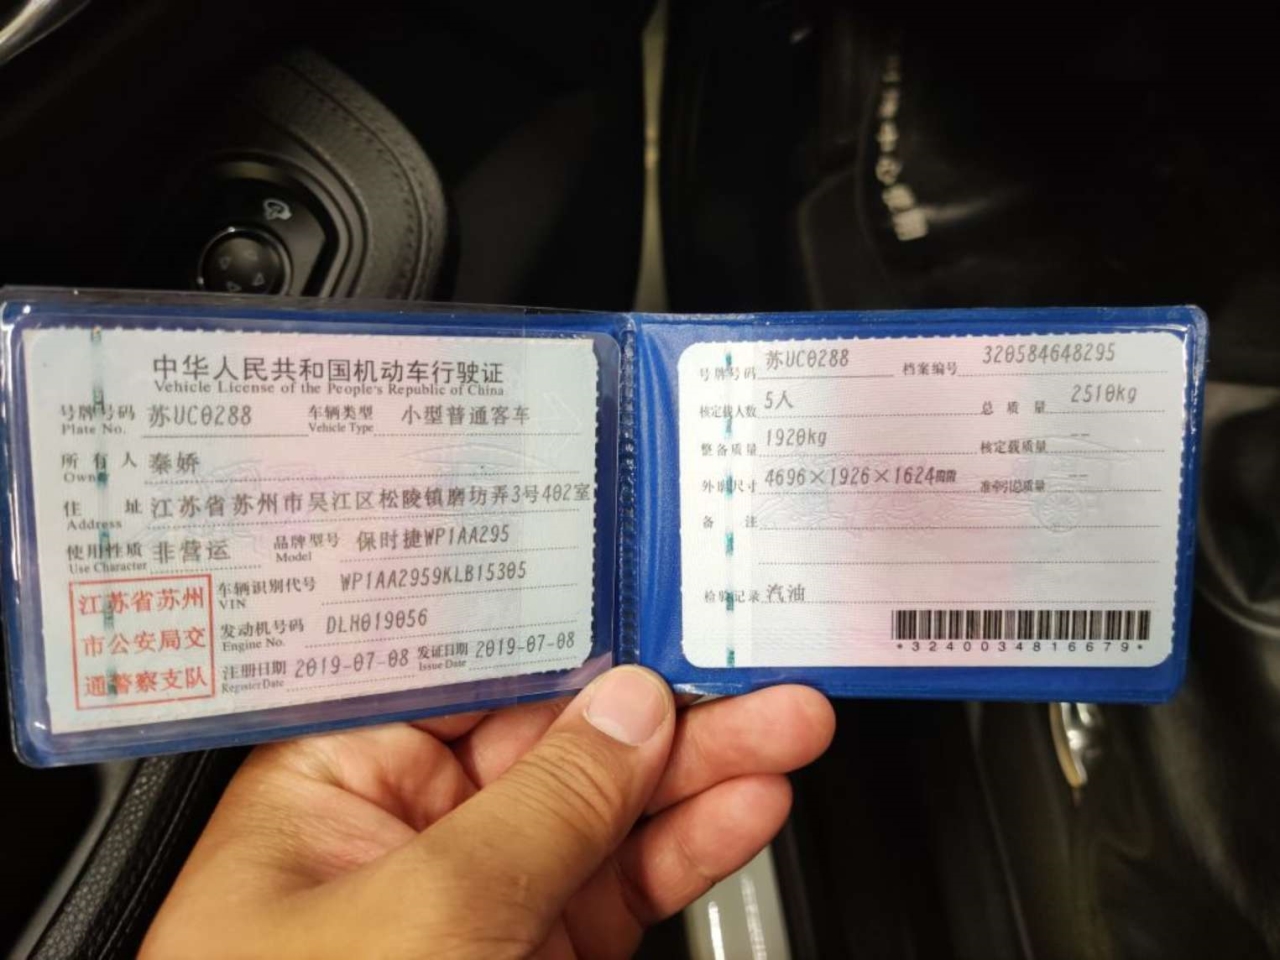 中华人民共和国机动车行驶证
Vehicle License of the People's Republic of China
号牌号码 苏UC0288 车辆类型 小型普通客车
Plate No. Vehicle Type
所有人 秦娇
Owner
住址 江苏省苏州市吴江区松陵镇磨坊弄3号402室
Address
使用性质 非营运 品牌型号 保时捷WP1AA295
Use Character Model
车辆识别代号 WP1AA2959KLB15305
VIN
发动机号码 DLH019056
Engine No.
注册日期 2019-07-08 发证日期 2019-07-08
Register Date Issue Date
江苏省苏州
市公安局交
通警察支队
号牌号码 苏UC0288 档案编号 320584648295
核定载人数 5人 总质量 2510kg
整备质量 1920kg 核定载质量 --
外廓尺寸 4696×1926×1624mm 准牵引总质量 --
备注
检验记录 汽油
*3240034816679*